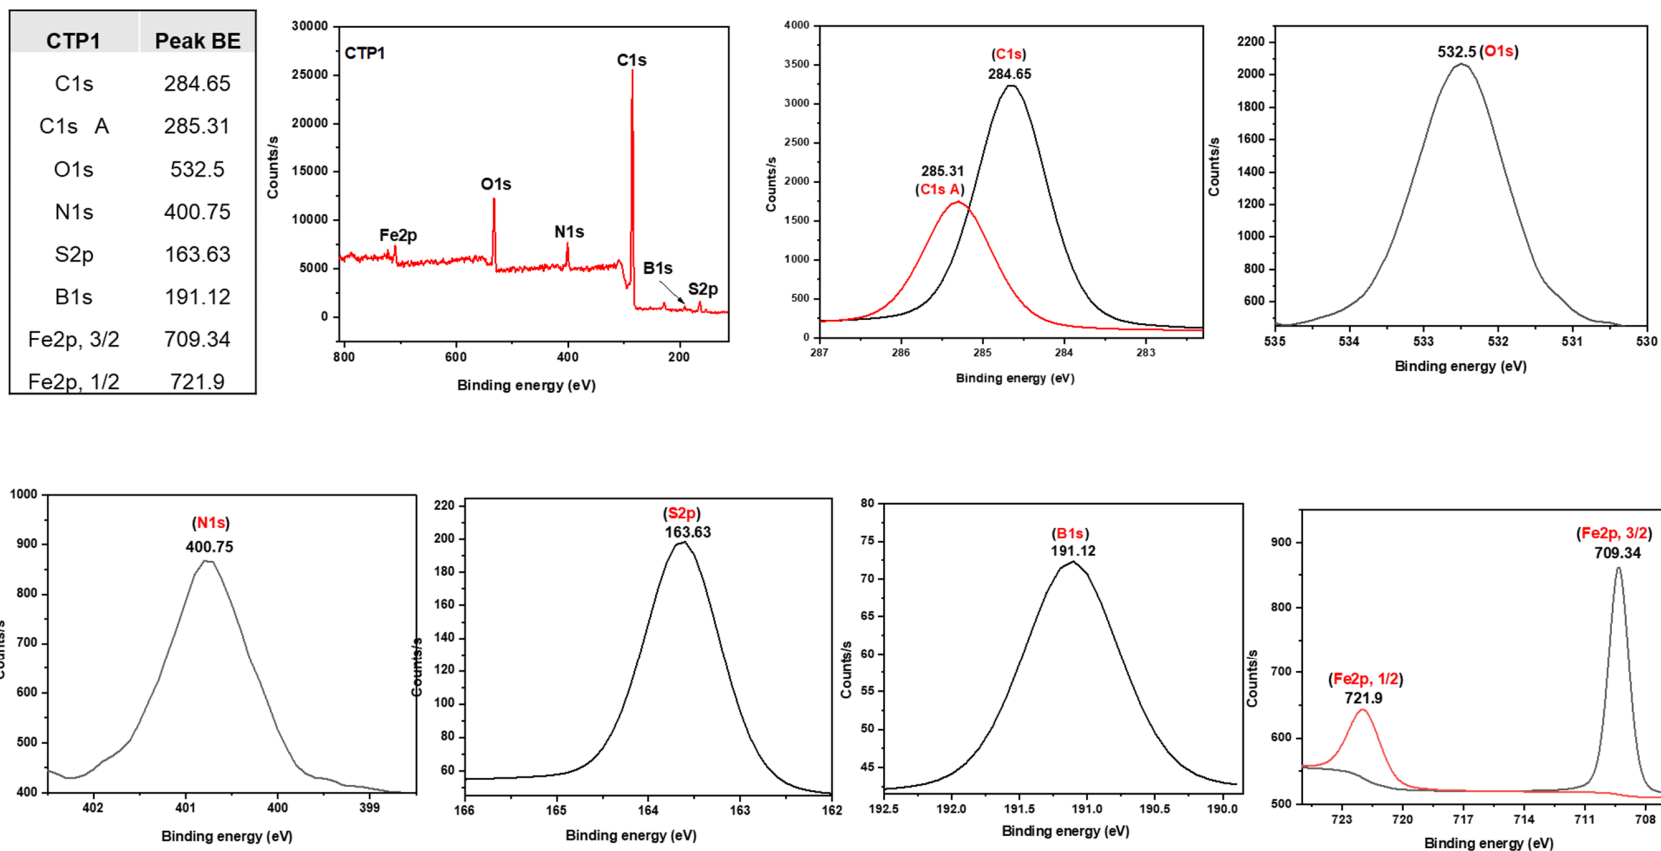 CTP1 Peak BE
C1s 284.65
C1s A 285.31
O1s 532.5
N1s 400.75
S2p 163.63
B1s 191.12
Fe2p, 3/2 709.34
Fe2p, 1/2 721.9
30000
25000
20000
15000
10000
5000
0
Counts/s
CTP1
C1s
O1s
Fe2p
N1s
B1s
S2p
800 600 400 200
Binding energy (eV)
4000
3500
3000
2500
2000
1500
1000
500
0
Counts/s
(C1s)
284.65
285.31
(C1s A)
287 286 285 284 283
Binding energy (eV)
2200
2000
1800
1600
1400
1200
1000
800
600
Counts/s
532.5 (O1s)
535 534 533 532 531 530
Binding energy (eV)
1000
900
800
700
600
500
400
Counts/s
(N1s)
400.75
402 401 400 399
Binding energy (eV)
220
200
180
160
140
120
100
80
60
Counts/s
(S2p)
163.63
166 165 164 163 162
Binding energy (eV)
80
75
70
65
60
55
50
45
Counts/s
(B1s)
191.12
192.5 192.0 191.5 191.0 190.5 190.0
Binding energy (eV)
900
800
700
600
500
Counts/s
(Fe2p, 3/2)
709.34
(Fe2p, 1/2)
721.9
723 720 717 714 711 708
Binding energy (eV)